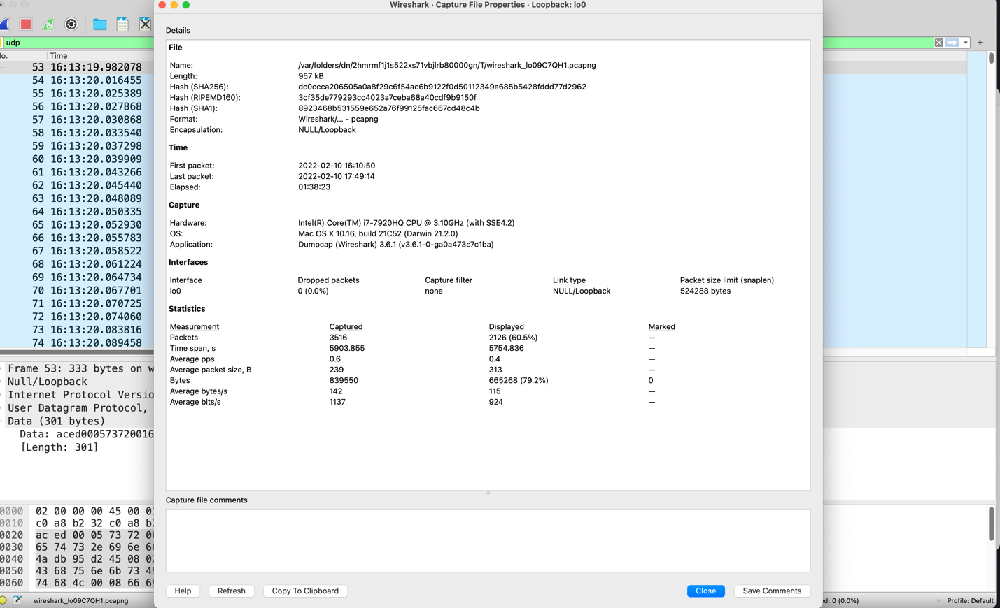 Wireshark · Capture File Properties · Loopback: lo0
udp
Time
53 16:13:19.982078
54 16:13:20.016455
55 16:13:20.025389
56 16:13:20.027868
57 16:13:20.030868
58 16:13:20.033540
59 16:13:20.037298
60 16:13:20.039909
61 16:13:20.043266
62 16:13:20.045440
63 16:13:20.048089
64 16:13:20.050335
65 16:13:20.052930
66 16:13:20.055783
67 16:13:20.058522
68 16:13:20.061224
69 16:13:20.064734
70 16:13:20.067701
71 16:13:20.070725
72 16:13:20.074060
73 16:13:20.083816
74 16:13:20.089458
Frame 53: 333 bytes on w
Null/Loopback
Internet Protocol Versio
User Datagram Protocol,
Data (301 bytes)
Data: aced000573720016
[Length: 301]
0000 02 00 00 00 45 00 01
0010 c0 a8 b2 32 c0 a8 b2
0020 ac ed 00 05 73 72 00
0030 65 74 73 2e 69 6e 66
0040 4a db 95 d2 45 08 02
0050 43 68 75 6e 6b 73 49
0060 74 68 4c 00 08 66 69
wireshark_lo09C7QH1.pcapng
Details
File
Name: /var/folders/dn/2hmrmf1j1s522xs71vbjlrb80000gn/T/wireshark_lo09C7QH1.pcapng
Length: 957 kB
Hash (SHA256): dc0ccca206505a0a8f29c6f54ac6b9122f0d50112349e685b5428fddd77d2962
Hash (RIPEMD160): 3cf35de779293cc4023a7ceba68a40cdf9b9150f
Hash (SHA1): 8923468b531559e652a76f99125fac667cd48c4b
Format: Wireshark/... - pcapng
Encapsulation: NULL/Loopback
Time
First packet: 2022-02-10 16:10:50
Last packet: 2022-02-10 17:49:14
Elapsed: 01:38:23
Capture
Hardware: Intel(R) Core(TM) i7-7920HQ CPU @ 3.10GHz (with SSE4.2)
OS: Mac OS X 10.16, build 21C52 (Darwin 21.2.0)
Application: Dumpcap (Wireshark) 3.6.1 (v3.6.1-0-ga0a473c7c1ba)
Interfaces
Interface Dropped packets Capture filter Link type Packet size limit (snaplen)
lo0 0 (0.0%) none NULL/Loopback 524288 bytes
Statistics
Measurement Captured Displayed Marked
Packets 3516 2126 (60.5%) —
Time span, s 5903.855 5754.836 —
Average pps 0.6 0.4 —
Average packet size, B 239 313 —
Bytes 839550 665268 (79.2%) 0
Average bytes/s 142 115 —
Average bits/s 1137 924 —
Capture file comments
Help Refresh Copy To Clipboard Close Save Comments
d: 0 (0.0%) Profile: Default